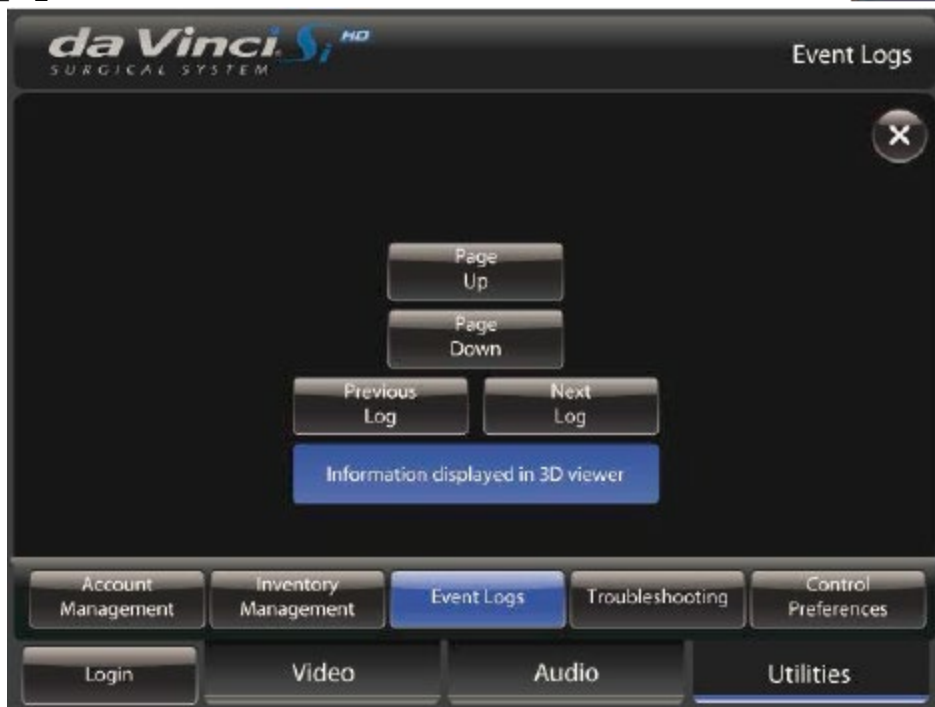 da Vinci Si HD
SURGICAL SYSTEM
Event Logs
X
Page
Up
Page
Down
Previous
Log
Next
Log
Information displayed in 3D viewer
Account
Management
Inventory
Management
Event Logs
Troubleshooting
Control
Preferences
Login
Video
Audio
Utilities